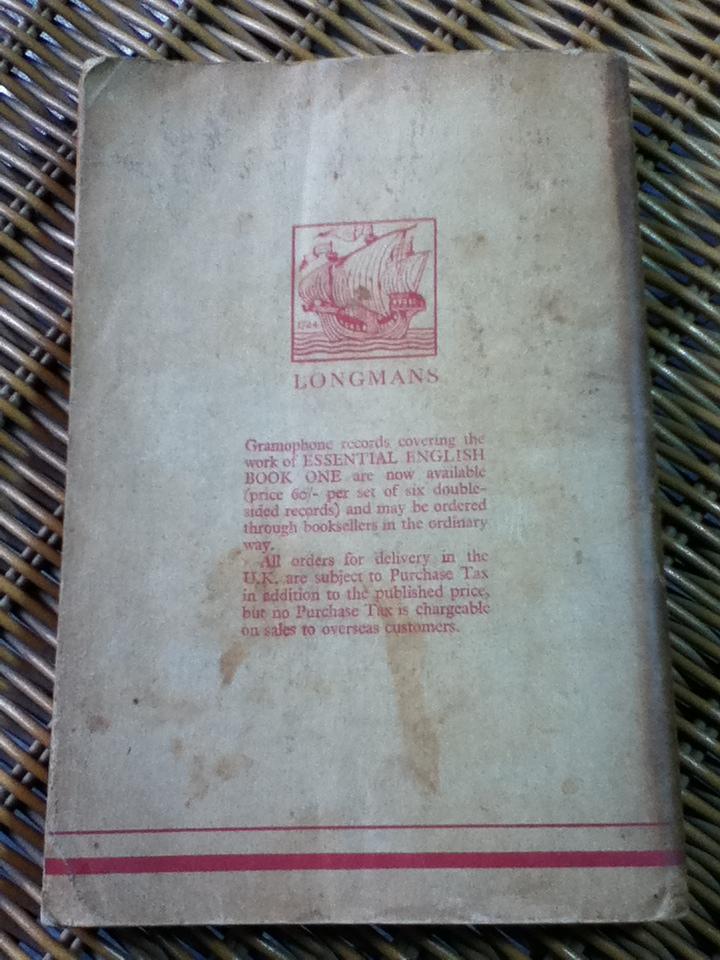 1724
LONGMANS
Gramophone records covering the
work of ESSENTIAL ENGLISH
BOOK ONE are now available
(price 60/- per set of six double-
sided records) and may be ordered
through booksellers in the ordinary
way.
All orders for delivery in the
U.K. are subject to Purchase Tax
in addition to the published price,
but no Purchase Tax is chargeable
on sales to overseas customers.